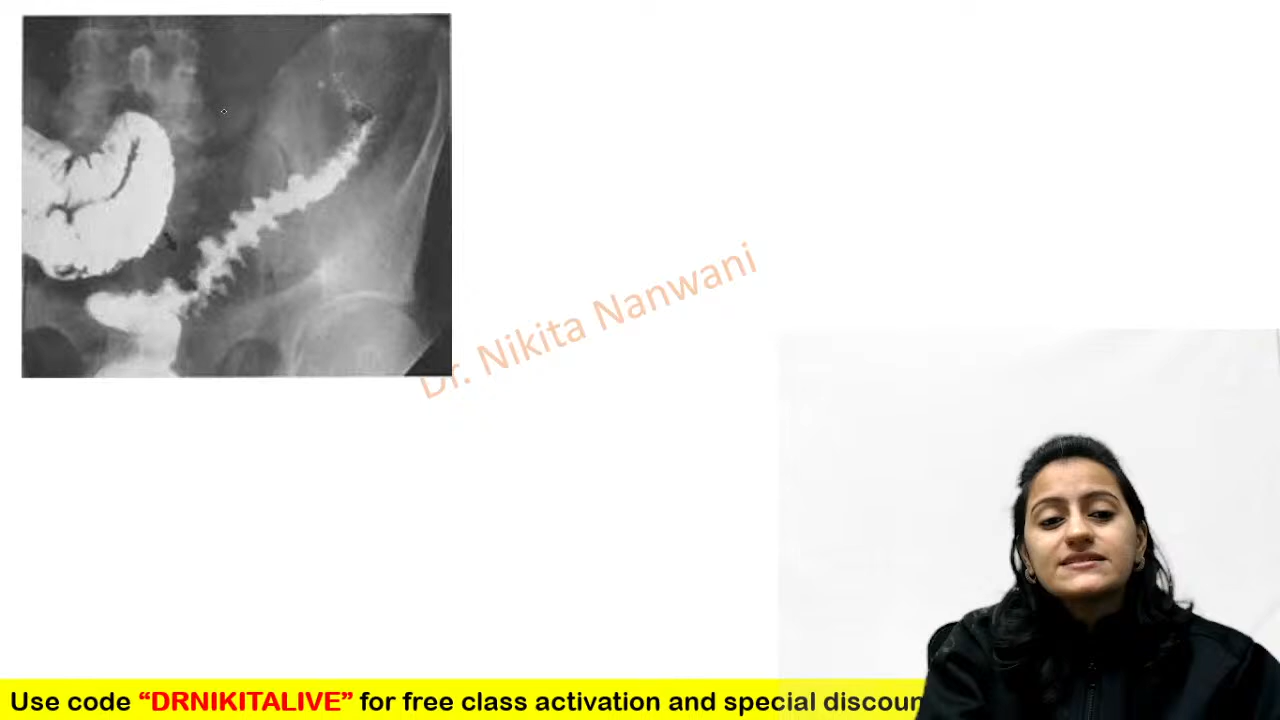 Dr. Nikita Nanwani
Use code “DRNIKITALIVE” for free class activation and special discoun